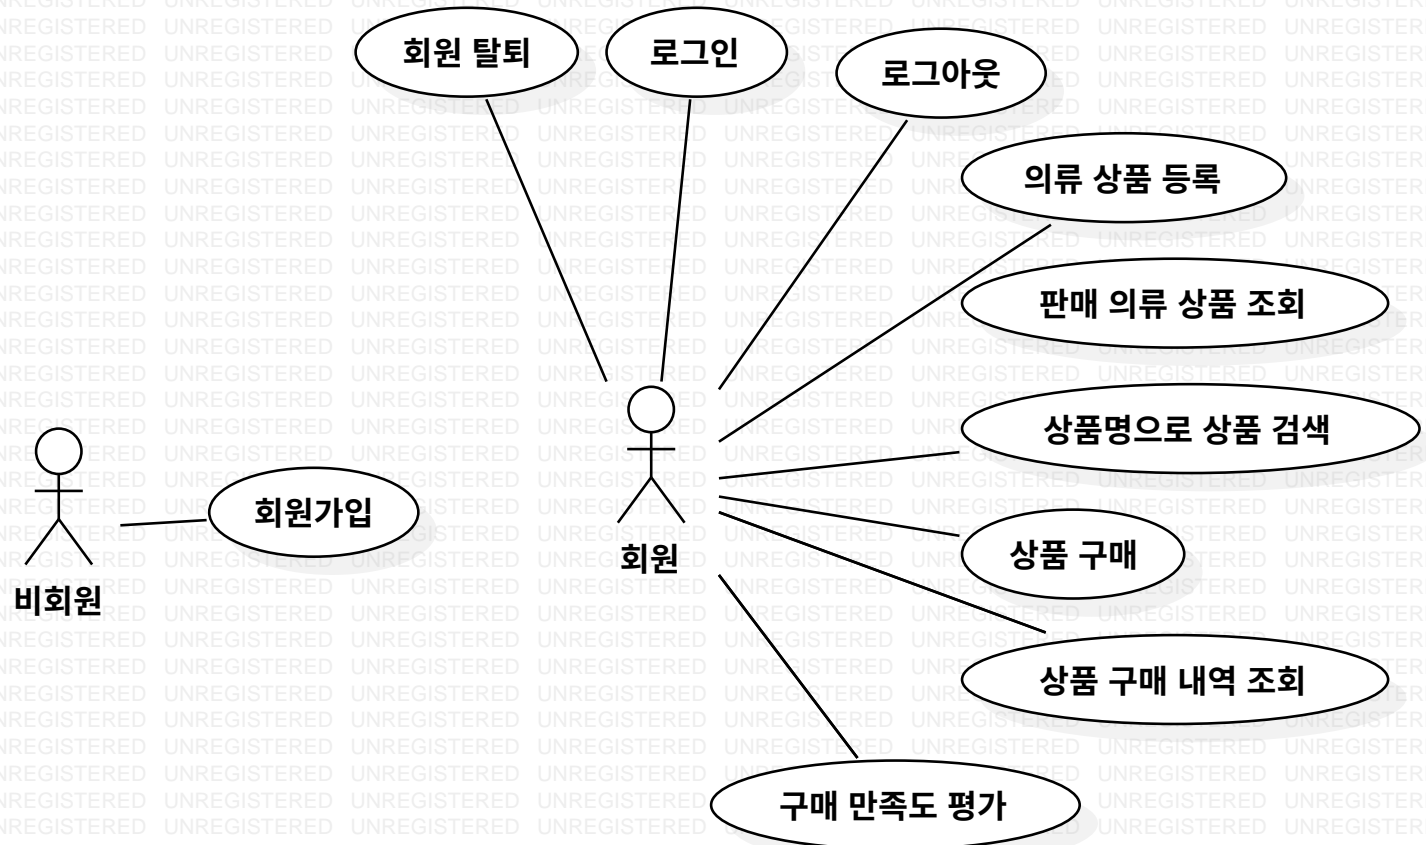 회원 탈퇴
로그인
로그아웃
의류 상품 등록
판매 의류 상품 조회
상품명으로 상품 검색
회원가입
상품 구매
회원
비회원
상품 구매 내역 조회
구매 만족도 평가
UNREGISTERED